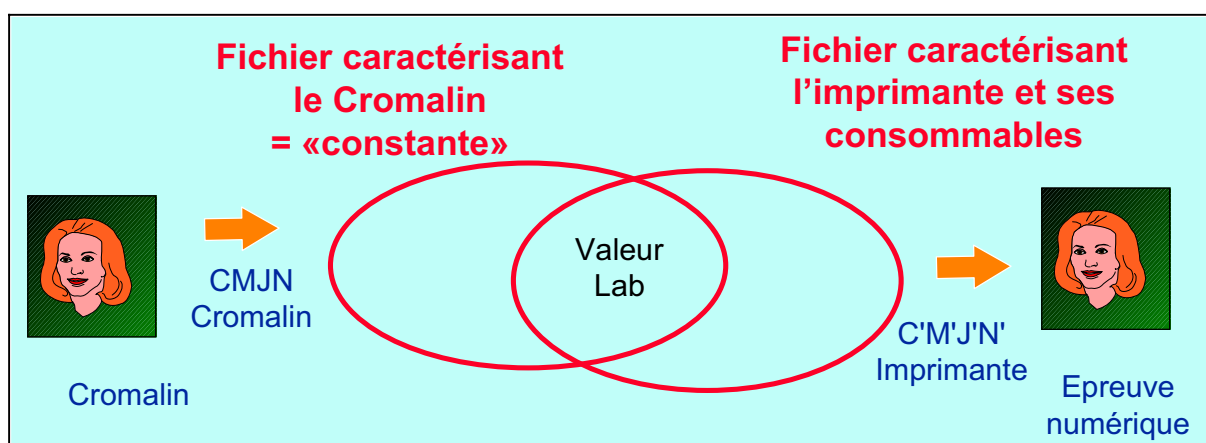 Fichier caractérisant
le Cromalin
= «constante»
Fichier caractérisant
l’imprimante et ses
consommables
CMJN
Cromalin
Cromalin
Valeur
Lab
C'M'J'N'
Imprimante
Epreuve
numérique